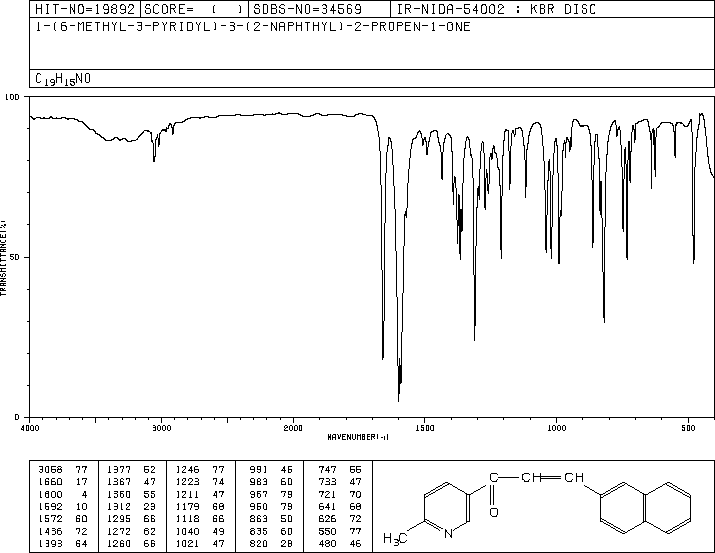 HIT-NO=19892 SCORE= ( ) SDBS-NO=34569 IR-NIDA-54002 : KBR DISC
1-(6-METHYL-3-PYRIDYL)-3-(2-NAPHTHYL)-2-PROPEN-1-ONE
C19H15NO
100
50
0
TRANSMITTANCE(%)
4000 3000 2000 1500 1000 500
WAVENUMBER(-1)
3058 77 1377 52 1246 77 991 46 747 55
1660 17 1367 47 1223 74 983 60 733 47
1600 4 1360 55 1211 47 967 79 721 70
1592 10 1312 23 1179 68 960 79 641 68
1572 60 1295 66 1118 66 863 50 626 72
1436 72 1272 62 1040 49 835 60 550 77
1393 64 1260 66 1021 47 820 28 480 46
C CH CH
O
N
H3C